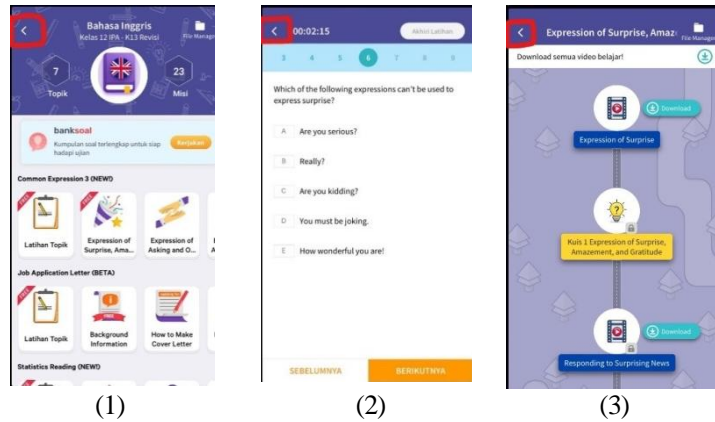 Bahasa Inggris
Kelas 12 IPA - K13 Revisi
File Manager
7
Topik
23
Misi
banksoal
Kumpulan soal terlengkap untuk siap
hadapi ujian
Kerjakan
Common Expression 3 (NEW!)
FREE
Latihan Topik
FREE
Expression of
Surprise, Ama...
Expression of
Asking and O...
Job Application Letter (BETA)
FREE
Latihan Topik
Background
Information
How to Make
Cover Letter
Statistics Reading (NEW!)
(1)
00:02:15
Akhiri Latihan
3 4 5 6 7 8 9
Which of the following expressions can't be used to
express surprise?
A Are you serious?
B Really?
C Are you kidding?
D You must be joking.
E How wonderful you are!
SEBELUMNYA BERIKUTNYA
(2)
Expression of Surprise, Amaz
File Manager
Download semua video belajar!
Download
Expression of Surprise
Kuis 1 Expression of Surprise,
Amazement, and Gratitude
Download
Responding to Surprising News
(3)